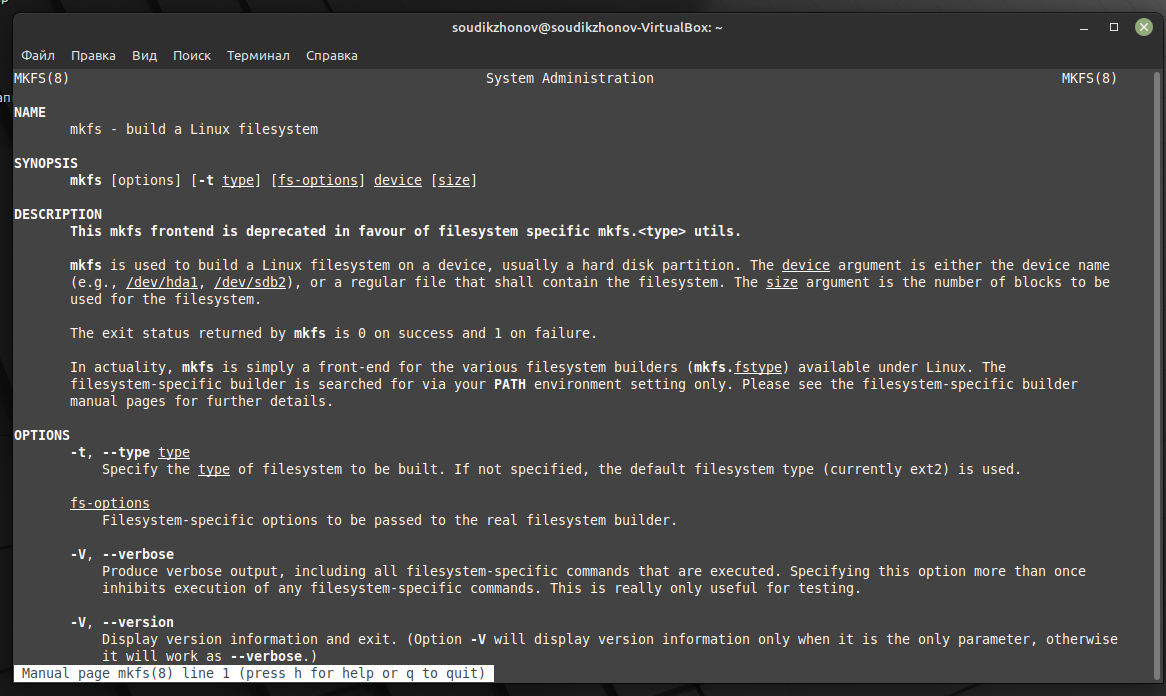 soudikzhonov@soudikzhonov-VirtualBox: ~
Файл Правка Вид Поиск Терминал Справка
MKFS(8) System Administration MKFS(8)
NAME
mkfs - build a Linux filesystem
SYNOPSIS
mkfs [options] [-t type] [fs-options] device [size]
DESCRIPTION
This mkfs frontend is deprecated in favour of filesystem specific mkfs.<type> utils.
mkfs is used to build a Linux filesystem on a device, usually a hard disk partition. The device argument is either the device name
(e.g., /dev/hda1, /dev/sdb2), or a regular file that shall contain the filesystem. The size argument is the number of blocks to be
used for the filesystem.
The exit status returned by mkfs is 0 on success and 1 on failure.
In actuality, mkfs is simply a front-end for the various filesystem builders (mkfs.fstype) available under Linux. The
filesystem-specific builder is searched for via your PATH environment setting only. Please see the filesystem-specific builder
manual pages for further details.
OPTIONS
-t, --type type
Specify the type of filesystem to be built. If not specified, the default filesystem type (currently ext2) is used.
fs-options
Filesystem-specific options to be passed to the real filesystem builder.
-V, --verbose
Produce verbose output, including all filesystem-specific commands that are executed. Specifying this option more than once
inhibits execution of any filesystem-specific commands. This is really only useful for testing.
-V, --version
Display version information and exit. (Option -V will display version information only when it is the only parameter, otherwise
it will work as --verbose.)
Manual page mkfs(8) line 1 (press h for help or q to quit)